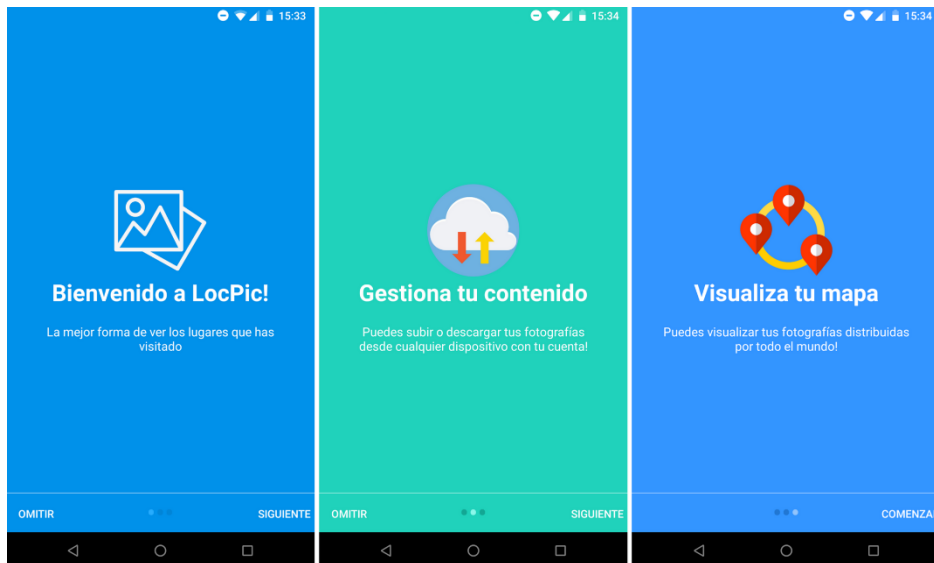 15:33
Bienvenido a LocPic!
La mejor forma de ver los lugares que has
visitado
OMITIR
SIGUIENTE
15:34
Gestiona tu contenido
Puedes subir o descargar tus fotografías
desde cualquier dispositivo con tu cuenta!
OMITIR
SIGUIENTE
15:34
Visualiza tu mapa
Puedes visualizar tus fotografías distribuidas
por todo el mundo!
COMENZA